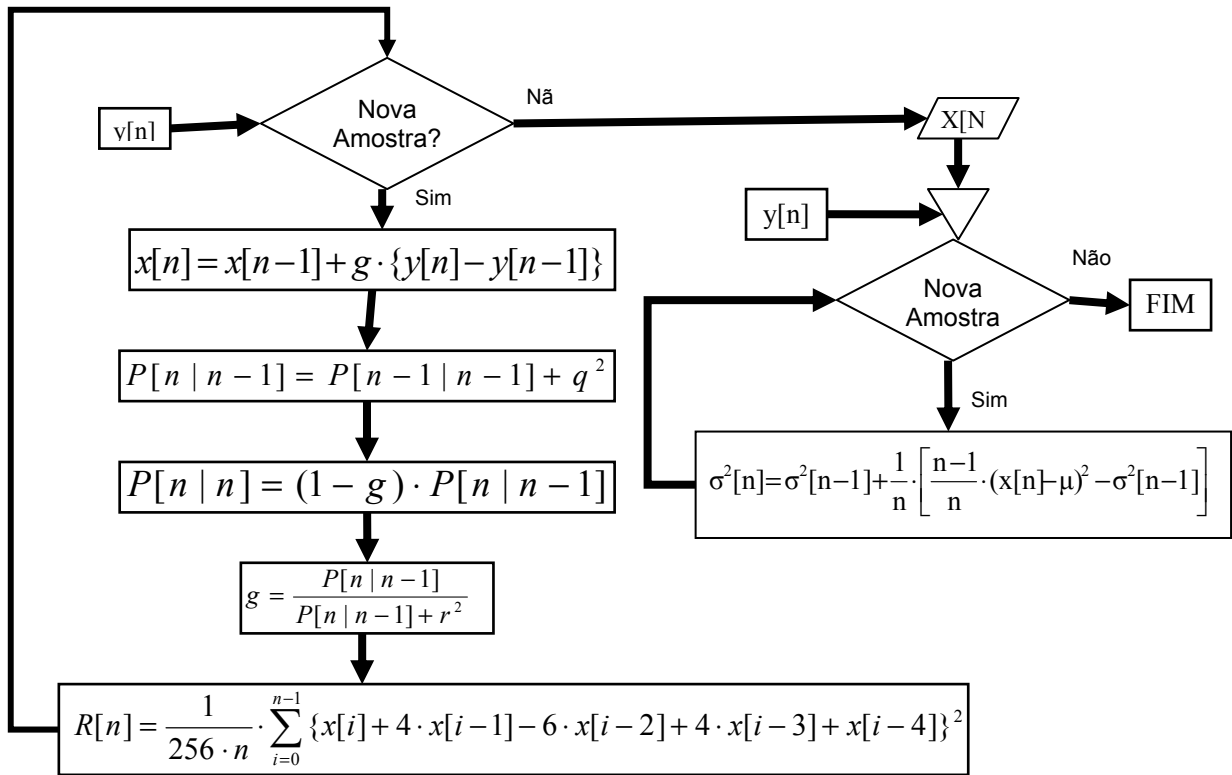 Nova
Amostra?
Nã
y[n]
Sim
x[n] = x[n−1] + g · {y[n] − y[n−1]}
P[n | n − 1] = P[n − 1 | n − 1] + q²
P[n | n] = (1 − g) · P[n | n − 1]
g = P[n | n − 1] / P[n | n − 1] + r²
R[n] = 1 / 256 · n · ∑_{i=0}^{n−1} {x[i] + 4 · x[i−1] − 6 · x[i−2] + 4 · x[i−3] + x[i−4]}²
X[N
y[n]
Nova
Amostra
Não
FIM
Sim
σ²[n]=σ²[n−1]+ 1/n · [ n−1/n · (x[n]−μ)² − σ²[n−1] ]